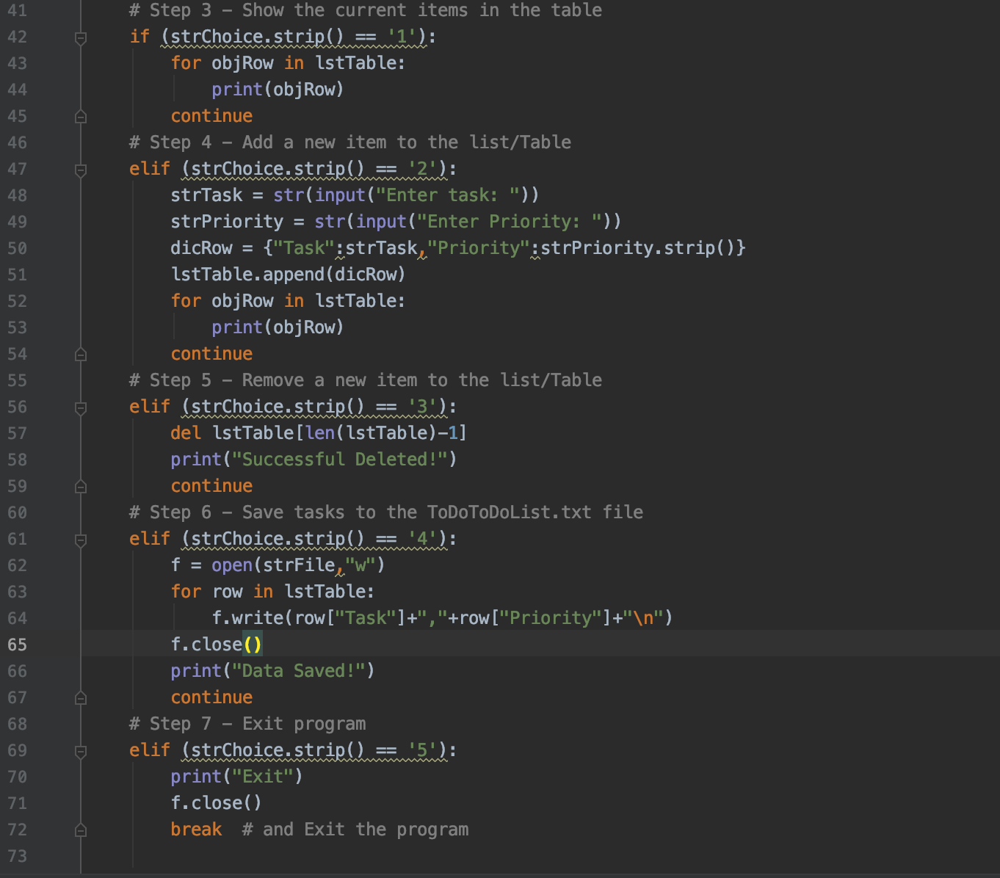 41 # Step 3 – Show the current items in the table
42 if (strChoice.strip() == '1'):
43 for objRow in lstTable:
44 print(objRow)
45 continue
46 # Step 4 – Add a new item to the list/Table
47 elif (strChoice.strip() == '2'):
48 strTask = str(input("Enter task: "))
49 strPriority = str(input("Enter Priority: "))
50 dicRow = {"Task":strTask,"Priority":strPriority.strip()}
51 lstTable.append(dicRow)
52 for objRow in lstTable:
53 print(objRow)
54 continue
55 # Step 5 – Remove a new item to the list/Table
56 elif (strChoice.strip() == '3'):
57 del lstTable[len(lstTable)-1]
58 print("Successful Deleted!")
59 continue
60 # Step 6 – Save tasks to the ToDoToDoList.txt file
61 elif (strChoice.strip() == '4'):
62 f = open(strFile,"w")
63 for row in lstTable:
64 f.write(row["Task"]+","+row["Priority"]+"\n")
65 f.close()
66 print("Data Saved!")
67 continue
68 # Step 7 – Exit program
69 elif (strChoice.strip() == '5'):
70 print("Exit")
71 f.close()
72 break # and Exit the program
73